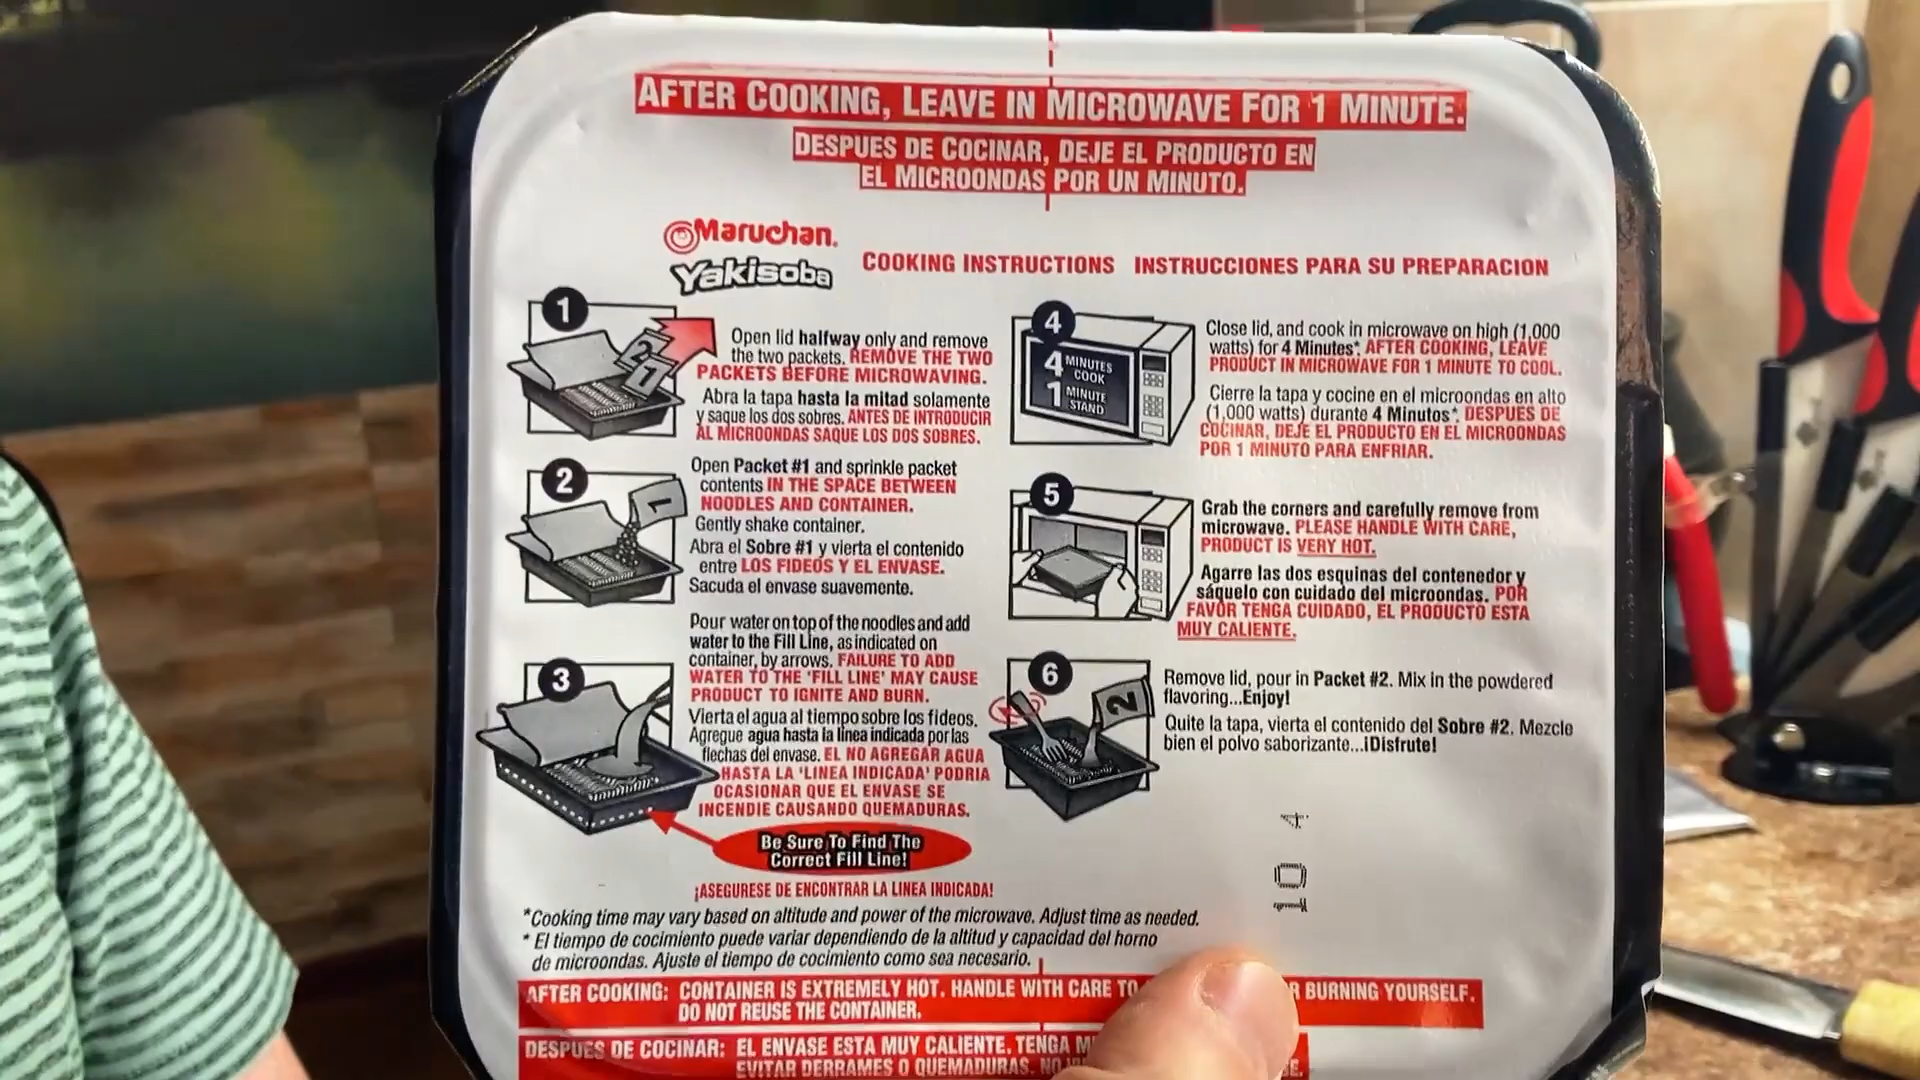 AFTER COOKING, LEAVE IN MICROWAVE FOR 1 MINUTE.
DESPUES DE COCINAR, DEJE EL PRODUCTO EN
EL MICROONDAS POR UN MINUTO.
Maruchan.
Yakisoba
COOKING INSTRUCTIONS INSTRUCCIONES PARA SU PREPARACION
1
2
1
Open lid halfway only and remove
the two packets. REMOVE THE TWO
PACKETS BEFORE MICROWAVING.
Abra la tapa hasta la mitad solamente
y saque los dos sobres. ANTES DE INTRODUCIR
AL MICROONDAS SAQUE LOS DOS SOBRES.
2
1
Open Packet #1 and sprinkle packet
contents IN THE SPACE BETWEEN
NOODLES AND CONTAINER.
Gently shake container.
Abra el Sobre #1 y vierta el contenido
entre LOS FIDEOS Y EL ENVASE.
Sacuda el envase suavemente.
3
Pour water on top of the noodles and add
water to the Fill Line, as indicated on
container, by arrows. FAILURE TO ADD
WATER TO THE 'FILL LINE' MAY CAUSE
PRODUCT TO IGNITE AND BURN.
Vierta el agua al tiempo sobre los fideos.
Agregue agua hasta la linea indicada por las
flechas del envase. EL NO AGREGAR AGUA
HASTA LA 'LINEA INDICADA' PODRIA
OCASIONAR QUE EL ENVASE SE
INCENDIE CAUSANDO QUEMADURAS.
Be Sure To Find The
Correct Fill Line!
¡ASEGURESE DE ENCONTRAR LA LINEA INDICADA!
4
4 MINUTES
COOK
1 MINUTE
STAND
Close lid, and cook in microwave on high (1,000
watts) for 4 Minutes*. AFTER COOKING, LEAVE
PRODUCT IN MICROWAVE FOR 1 MINUTE TO COOL.
Cierre la tapa y cocine en el microondas en alto
(1,000 watts) durante 4 Minutos*. DESPUES DE
COCINAR, DEJE EL PRODUCTO EN EL MICROONDAS
POR 1 MINUTO PARA ENFRIAR.
5
Grab the corners and carefully remove from
microwave. PLEASE HANDLE WITH CARE,
PRODUCT IS VERY HOT.
Agarre las dos esquinas del contenedor y
sáquelo con cuidado del microondas. POR
FAVOR TENGA CUIDADO, EL PRODUCTO ESTA
MUY CALIENTE.
6
2
Remove lid, pour in Packet #2. Mix in the powdered
flavoring...Enjoy!
Quite la tapa, vierta el contenido del Sobre #2. Mezcle
bien el polvo saborizante...¡Disfrute!
*Cooking time may vary based on altitude and power of the microwave. Adjust time as needed.
* El tiempo de cocimiento puede variar dependiendo de la altitud y capacidad del horno
de microondas. Ajuste el tiempo de cocimiento como sea necesario.
AFTER COOKING: CONTAINER IS EXTREMELY HOT. HANDLE WITH CARE TO BURNING YOURSELF.
DO NOT REUSE THE CONTAINER.
DESPUES DE COCINAR: EL ENVASE ESTA MUY CALIENTE. TENGA
EVITAR DERRAMES O QUEMADURAS.